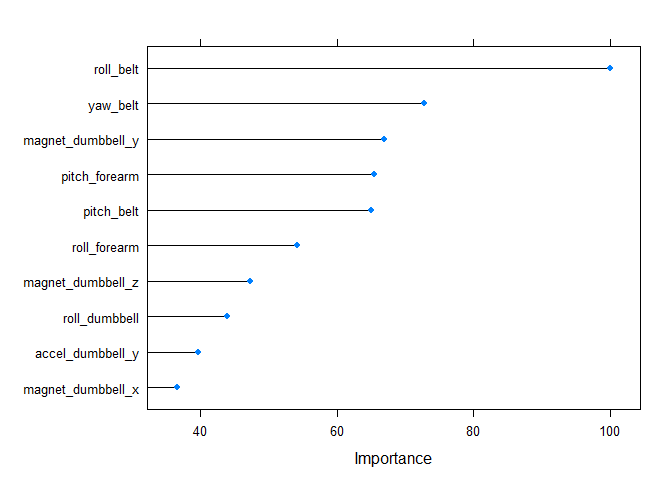 roll_belt
yaw_belt
magnet_dumbbell_y
pitch_forearm
pitch_belt
roll_forearm
magnet_dumbbell_z
roll_dumbbell
accel_dumbbell_y
magnet_dumbbell_x
40 60 80 100
Importance